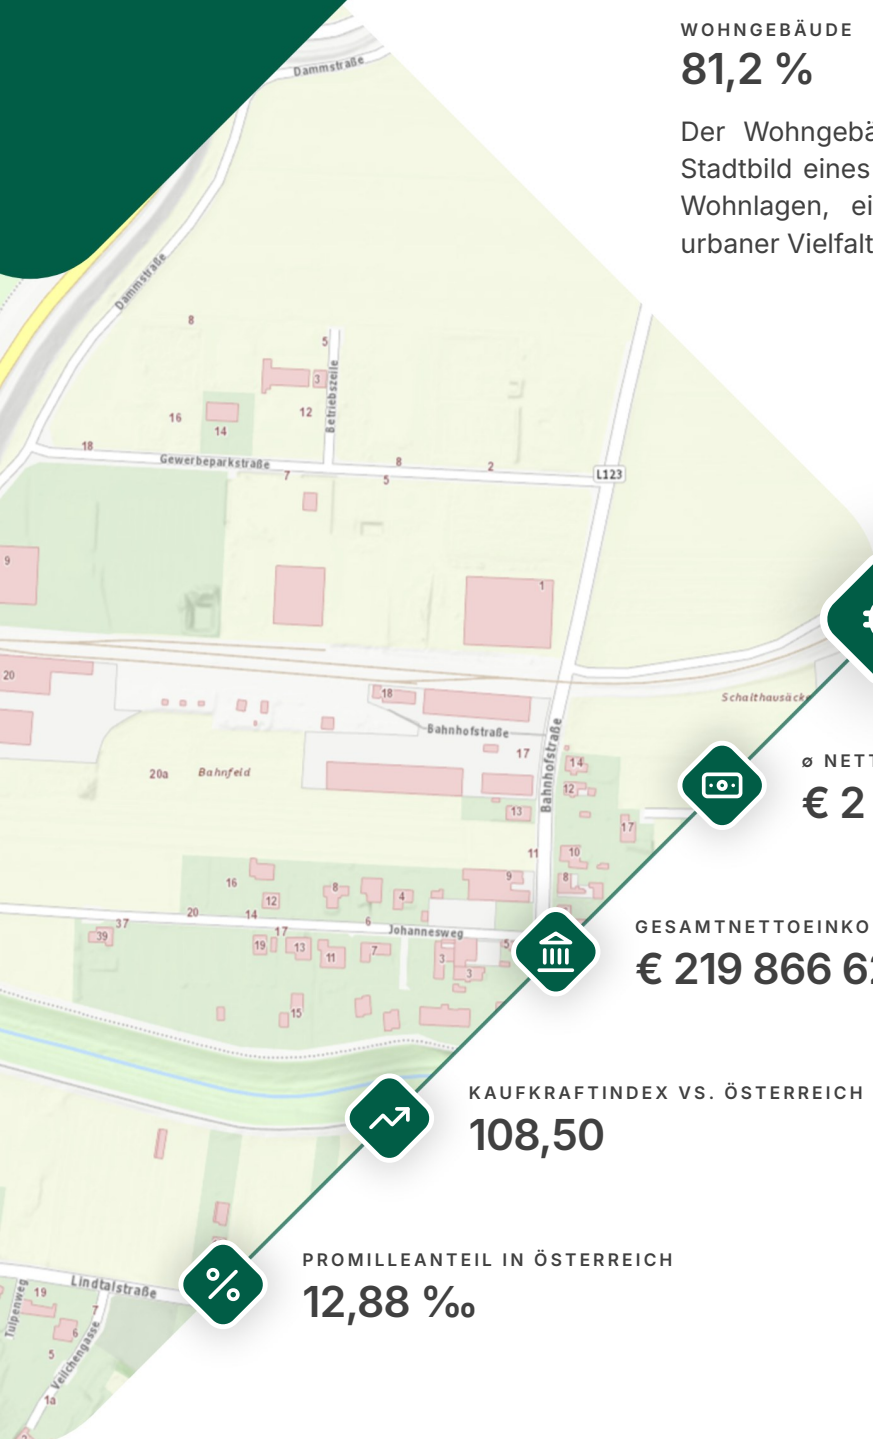 WOHNGEBÄUDE
81,2 %
Der Wohngebä
Stadtbild eines
Wohnlagen, ei
urbaner Vielfalt
Dammstraße
Dammstraße
8
5
Betriebszeile
3
16
14
12
18
Gewerbeparkstraße
7
8
5
2
L123
9
1
20
18
Schalthausäcke
Bahnhofstraße
Bahnhofstraße
17
14
20a
Bahnfeld
12
13
17
11
10
16
8
9
8
12
4
20
14
6
37
17
Johannesweg
39
19
13
11
7
3
5
3
15
ø NETT
€ 2
GESAMTNETTOEINKO
€ 219 866 62
KAUFKRAFTINDEX VS. ÖSTERREICH
108,50
PROMILLEANTEIL IN ÖSTERREICH
12,88 ‰
Lindtalstraße
Tulpenweg
19
7
6
5
Veilchengasse
1a